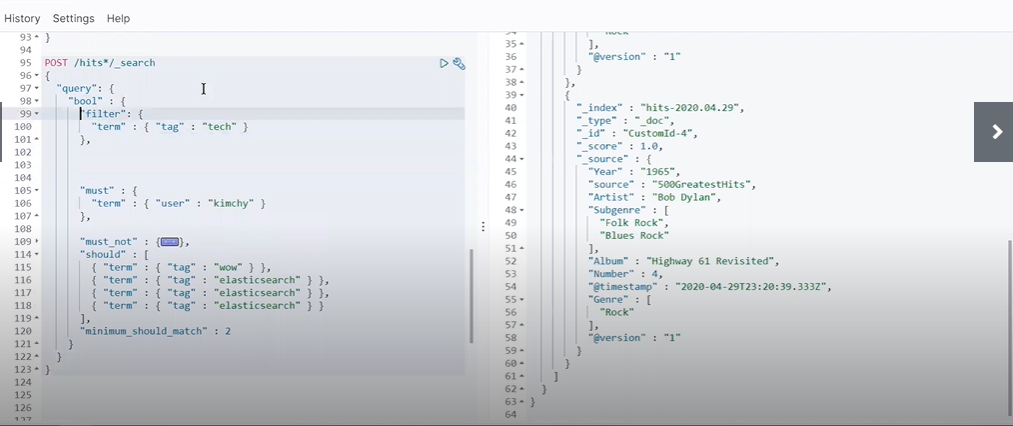 History Settings Help
93 }
94
95 POST /hits*/_search
96 {
97 "query": {
98 "bool" : {
99 "filter": {
100 "term" : { "tag" : "tech" }
101 },
102
103
104
105 "must" : {
106 "term" : { "user" : "kimchy" }
107 },
108
109 "must_not" : {},
114 "should" : [
115 { "term" : { "tag" : "wow" } },
116 { "term" : { "tag" : "elasticsearch" } },
117 { "term" : { "tag" : "elasticsearch" } },
118 { "term" : { "tag" : "elasticsearch" } }
119 ],
120 "minimum_should_match" : 2
121 }
122 }
123 }
124
125
126
127
34 "Rock"
35 ],
36 "@version" : "1"
37 }
38 },
39 {
40 "_index" : "hits-2020.04.29",
41 "_type" : "_doc",
42 "_id" : "CustomId-4",
43 "_score" : 1.0,
44 "_source" : {
45 "Year" : "1965",
46 "source" : "500GreatestHits",
47 "Artist" : "Bob Dylan",
48 "Subgenre" : [
49 "Folk Rock",
50 "Blues Rock"
51 ],
52 "Album" : "Highway 61 Revisited",
53 "Number" : 4,
54 "@timestamp" : "2020-04-29T23:20:39.333Z",
55 "Genre" : [
56 "Rock"
57 ],
58 "@version" : "1"
59 }
60 }
61 ]
62 }
63 }
64